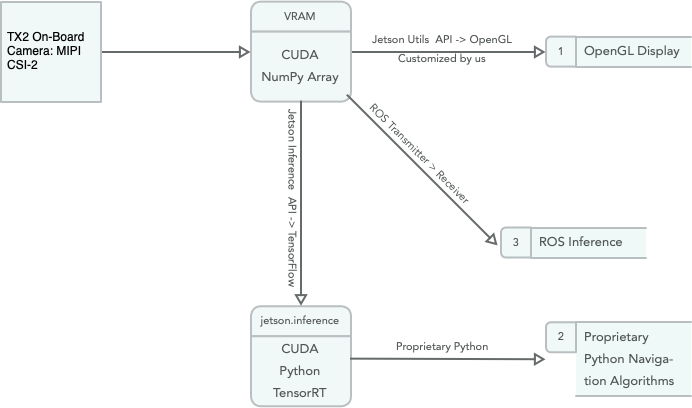 TX2 On-Board
Camera: MIPI
CSI-2
VRAM
CUDA
NumPy Array
Jetson Utils API -> OpenGL
Customized by us
1
OpenGL Display
Jetson Inference API -> TensorFlow
ROS Transmitter > Receiver
3
ROS Inference
jetson.inference
CUDA
Python
TensorRT
Proprietary Python
2
Proprietary
Python Naviga-
tion Algorithms